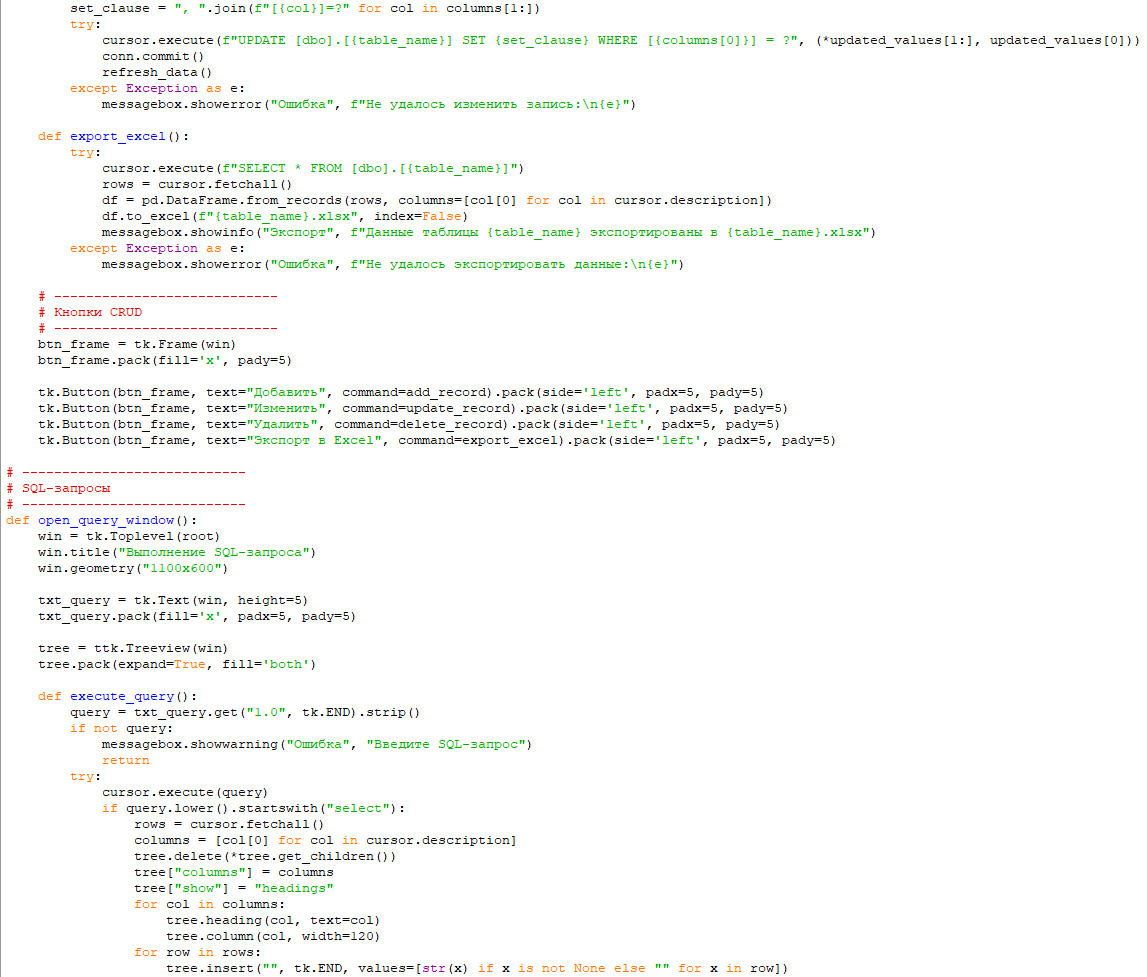 set_clause = ", ".join(f"[{col}]=?" for col in columns[1:])
try:
cursor.execute(f"UPDATE [dbo].[{table_name}] SET {set_clause} WHERE [{columns[0]}] = ?", (*updated_values[1:], updated_values[0]))
conn.commit()
refresh_data()
except Exception as e:
messagebox.showerror("Ошибка", f"Не удалось изменить запись:\n{e}")
def export_excel():
try:
cursor.execute(f"SELECT * FROM [dbo].[{table_name}]")
rows = cursor.fetchall()
df = pd.DataFrame.from_records(rows, columns=[col[0] for col in cursor.description])
df.to_excel(f"{table_name}.xlsx", index=False)
messagebox.showinfo("Экспорт", f"Данные таблицы {table_name} экспортированы в {table_name}.xlsx")
except Exception as e:
messagebox.showerror("Ошибка", f"Не удалось экспортировать данные:\n{e}")
# ----------------------------
# Кнопки CRUD
# ----------------------------
btn_frame = tk.Frame(win)
btn_frame.pack(fill='x', pady=5)
tk.Button(btn_frame, text="Добавить", command=add_record).pack(side='left', padx=5, pady=5)
tk.Button(btn_frame, text="Изменить", command=update_record).pack(side='left', padx=5, pady=5)
tk.Button(btn_frame, text="Удалить", command=delete_record).pack(side='left', padx=5, pady=5)
tk.Button(btn_frame, text="Экспорт в Excel", command=export_excel).pack(side='left', padx=5, pady=5)
# ----------------------------
# SQL-запросы
# ----------------------------
def open_query_window():
win = tk.Toplevel(root)
win.title("Выполнение SQL-запроса")
win.geometry("1100x600")
txt_query = tk.Text(win, height=5)
txt_query.pack(fill='x', padx=5, pady=5)
tree = ttk.Treeview(win)
tree.pack(expand=True, fill='both')
def execute_query():
query = txt_query.get("1.0", tk.END).strip()
if not query:
messagebox.showwarning("Ошибка", "Введите SQL-запрос")
return
try:
cursor.execute(query)
if query.lower().startswith("select"):
rows = cursor.fetchall()
columns = [col[0] for col in cursor.description]
tree.delete(*tree.get_children())
tree["columns"] = columns
tree["show"] = "headings"
for col in columns:
tree.heading(col, text=col)
tree.column(col, width=120)
for row in rows:
tree.insert("", tk.END, values=[str(x) if x is not None else "" for x in row])